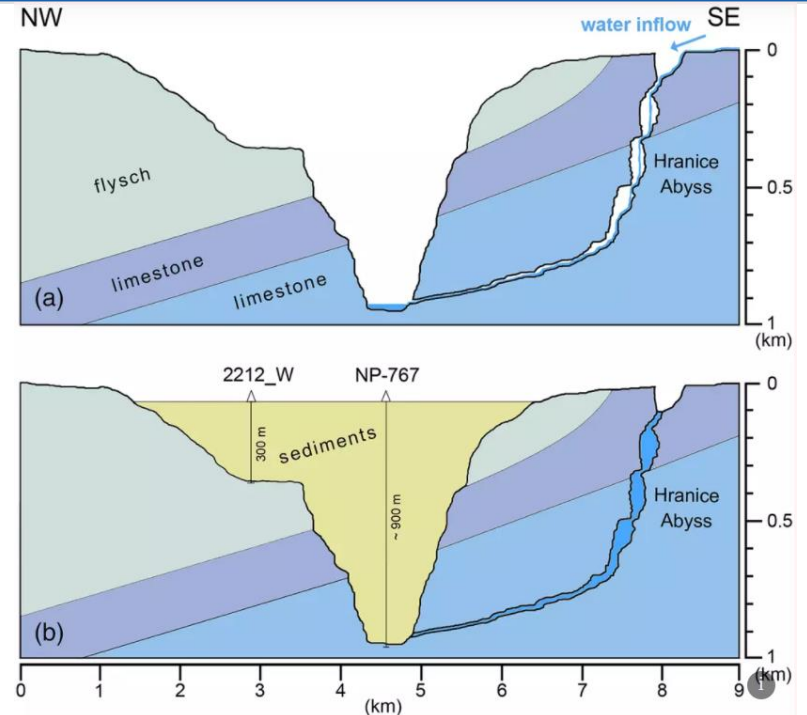 NW
water inflow
SE
0
flysch
Hranice
Abyss
0.5
limestone
limestone
(a)
1
(km)
2212_W
NP-767
0
300 m
sediments
~ 900 m
Hranice
Abyss
0.5
(b)
1
(km)
0 1 2 3 4 5 6 7 8 9
(km)